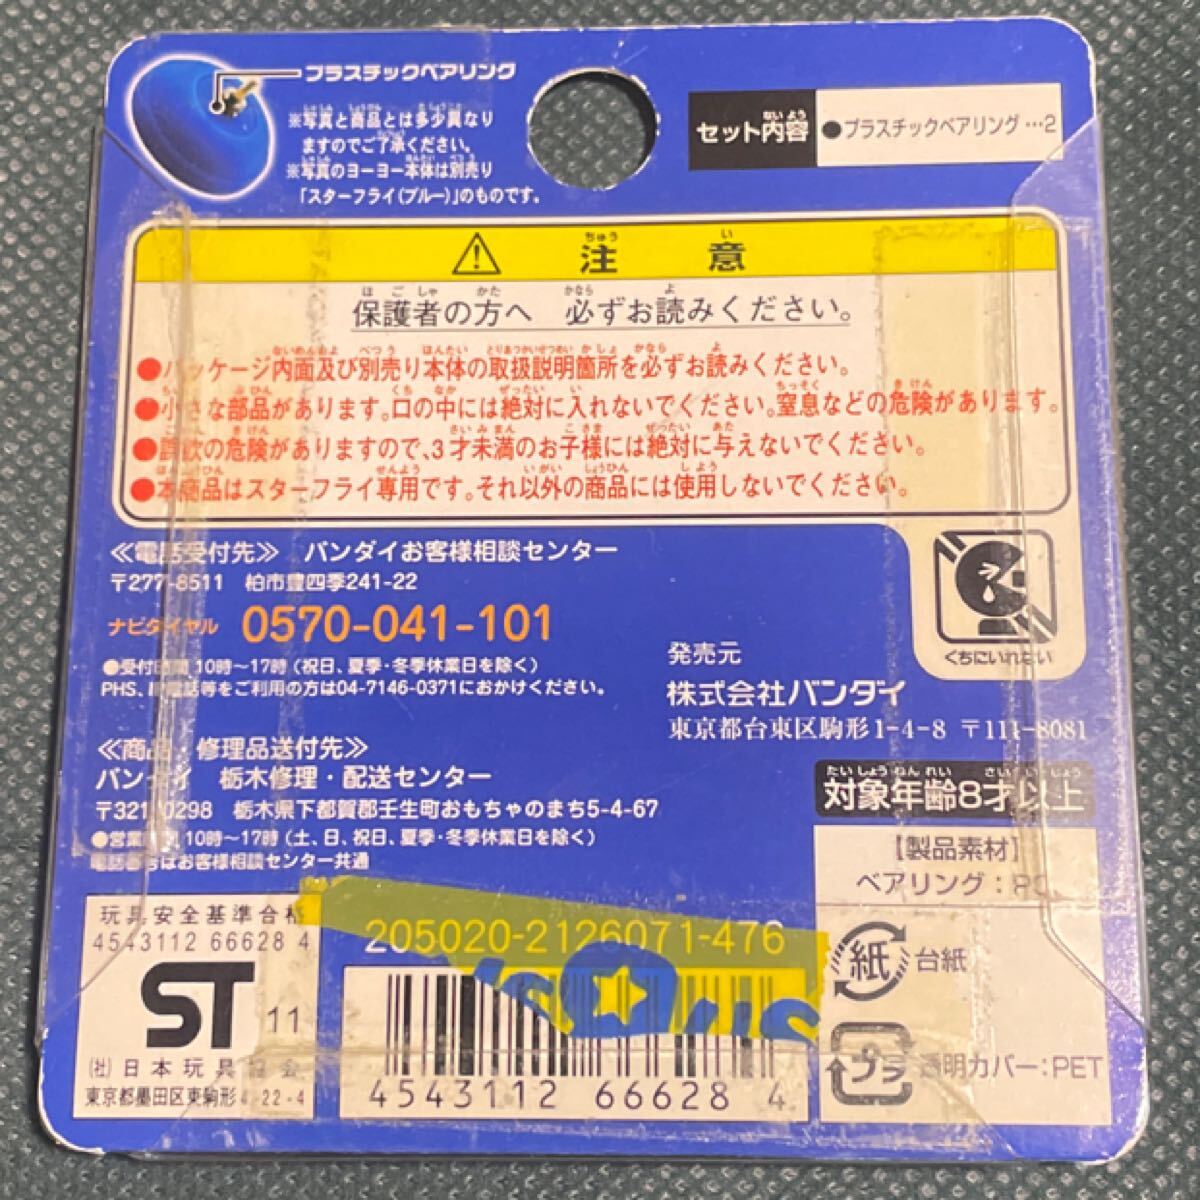 プラスチックベアリング
※写真と商品とは多少異なり
ますのでご了承ください。
※写真のヨーヨー本体は別売り
「スターフライ(ブルー)」のものです。
セット内容
●プラスチックベアリング…2
注意
保護者の方へ 必ずお読みください。
●パッケージ内面及び別売り本体の取扱説明箇所を必ずお読みください。
●小さな部品があります。口の中には絶対に入れないでください。窒息などの危険があります。
●誤飲の危険がありますので、3才未満のお子様には絶対に与えないでください。
●本商品はスターフライ専用です。それ以外の商品には使用しないでください。
≪電話受付先≫ バンダイお客様相談センター
〒277-8511 柏市豊四季241-22
ナビダイヤル 0570-041-101
●受付時間 10時～17時(祝日、夏季・冬季休業日を除く)
PHS、IP電話等をご利用の方は04-7146-0371におかけください。
≪商品・修理品送付先≫
バンダイ 栃木修理・配送センター
〒321-0298 栃木県下都賀郡壬生町おもちゃのまち5-4-67
●営業時間 10時～17時(土、日、祝日、夏季・冬季休業日を除く)
電話番号はお客様相談センター共通
くちにいれない
発売元
株式会社バンダイ
東京都台東区駒形1-4-8 〒111-8081
対象年齢8才以上
【製品素材】
ベアリング:PC
紙 台紙
プラ 透明カバー:PET
玩具安全基準合格
4543112 66628 4
ST 11
(社)日本玩具協会
東京都墨田区東駒形4-22-4
205020-2126071-476
"R"us
4543112 66628 4